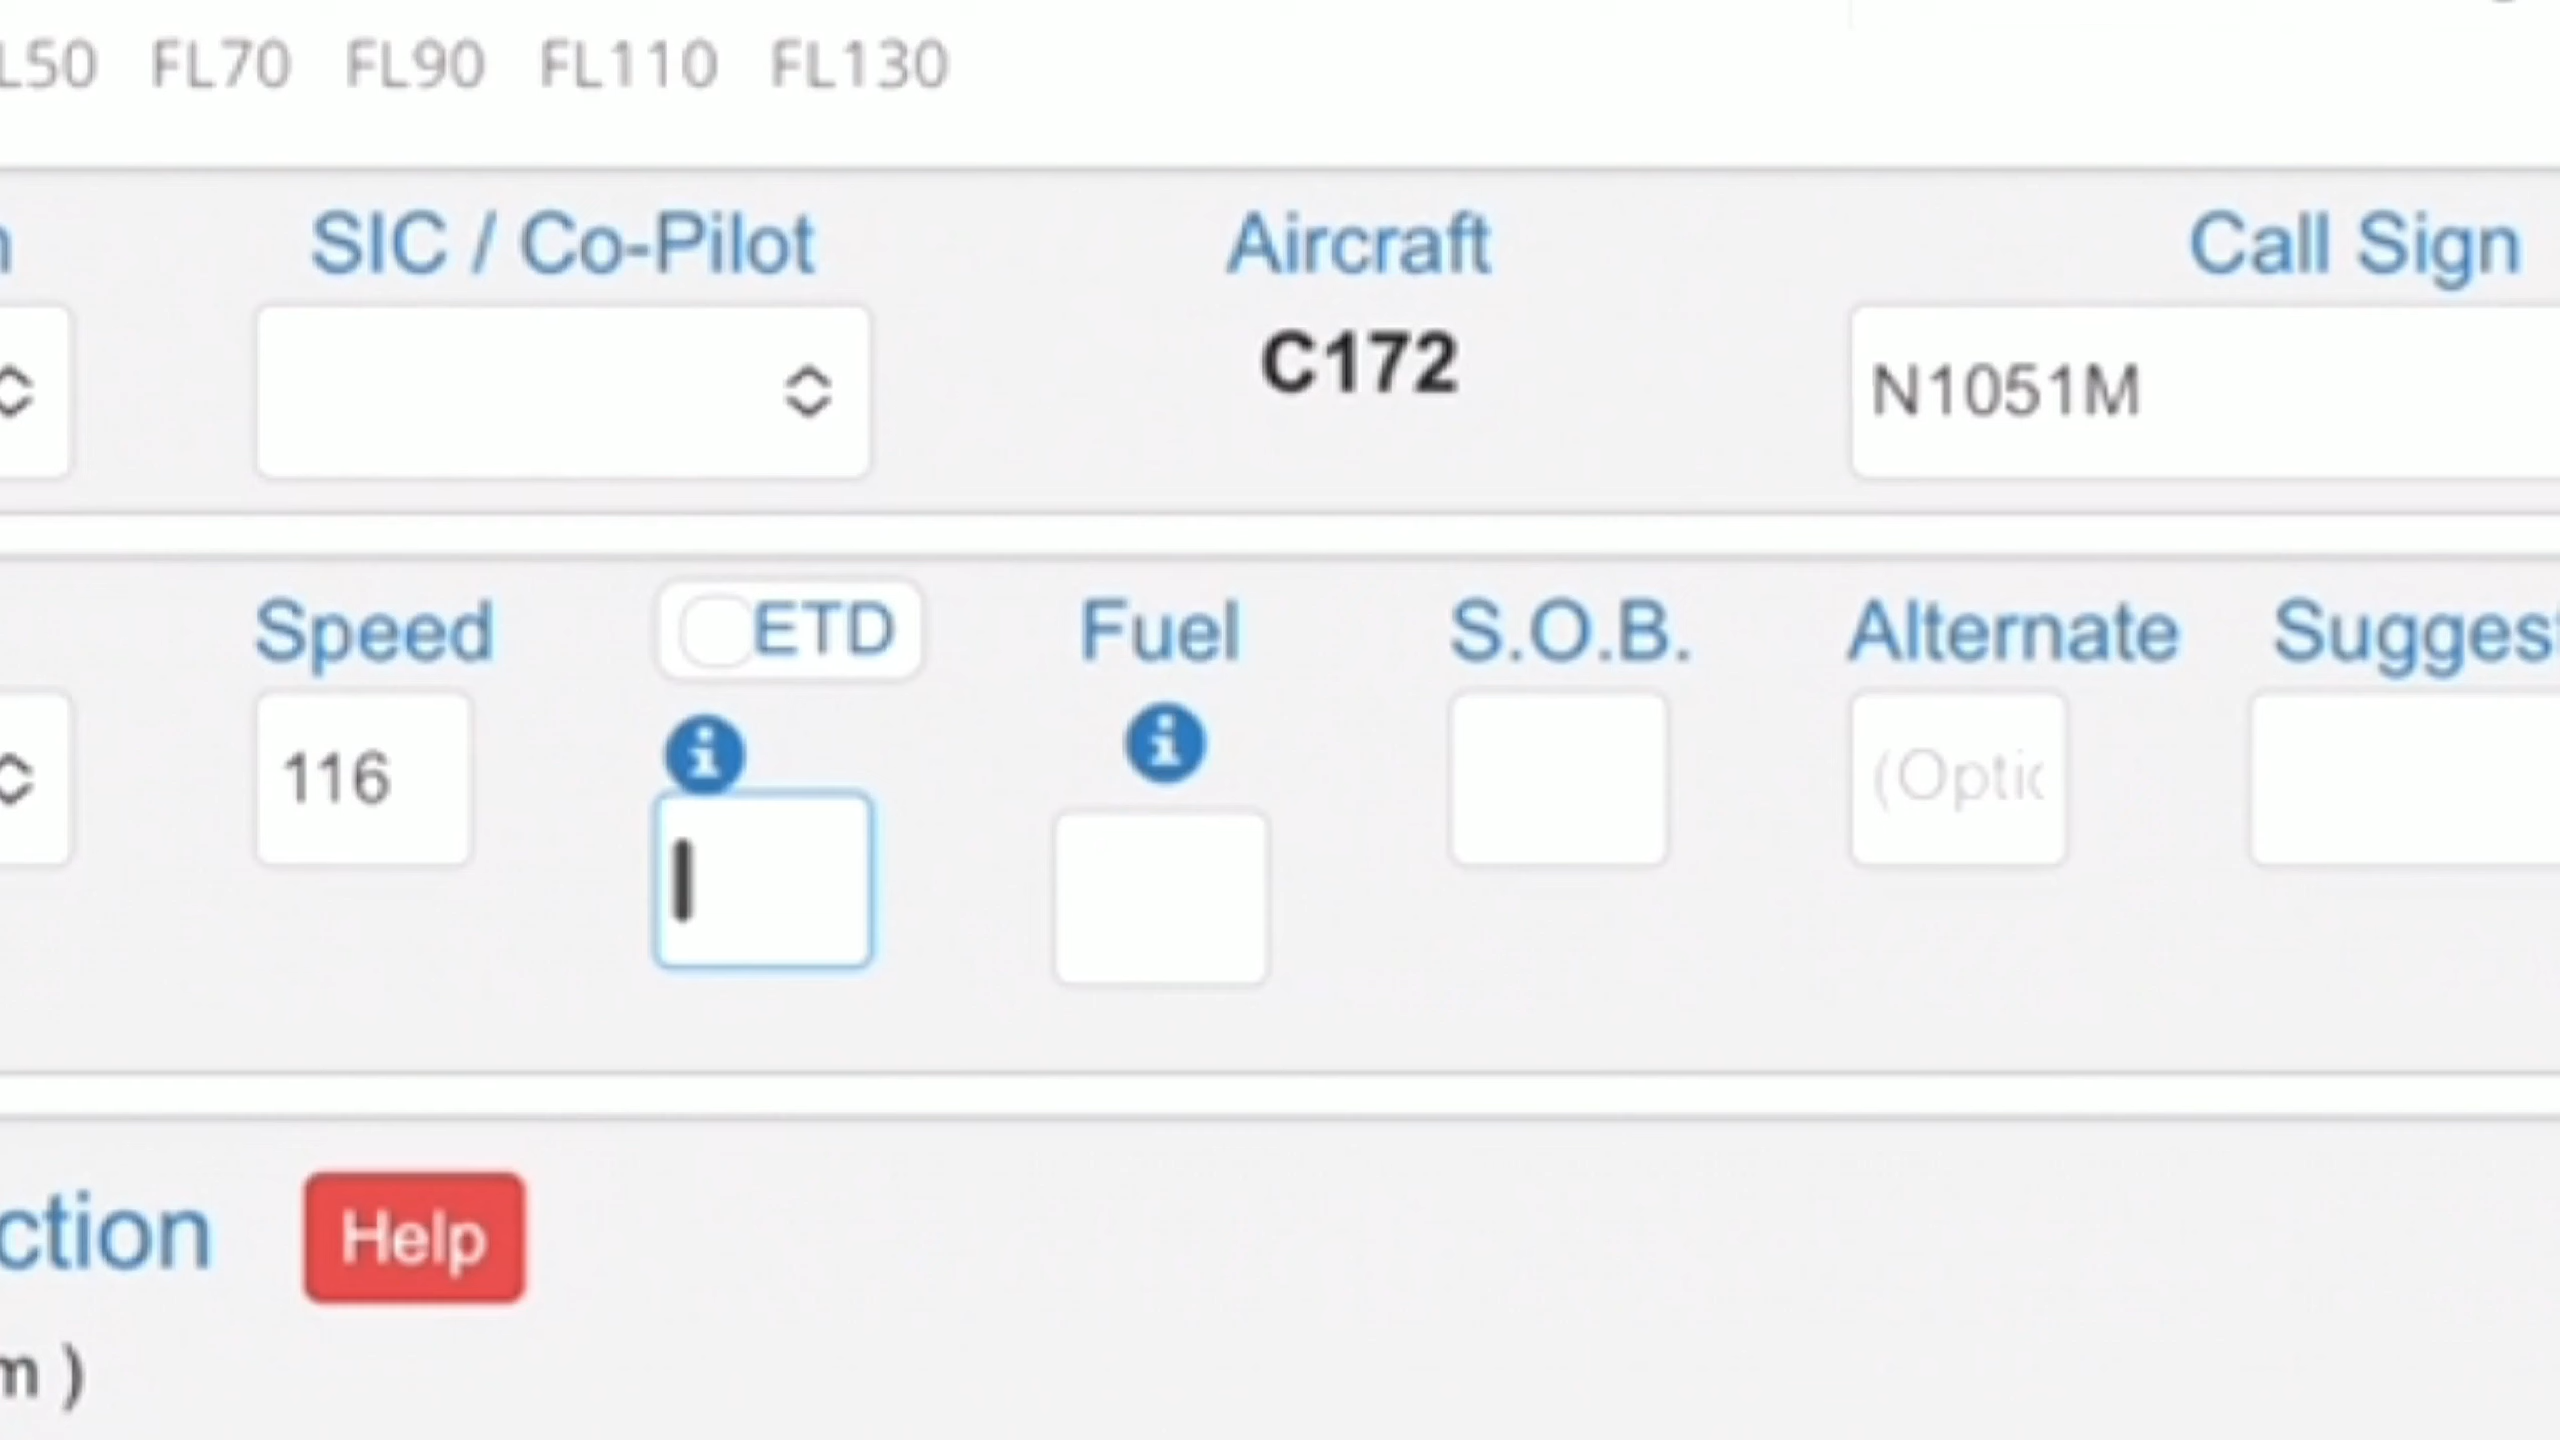 L50 FL70 FL90 FL110 FL130
SIC / Co-Pilot Aircraft Call Sign
C172 N1051M
Speed ETD Fuel S.O.B. Alternate Suggest
116 (Optic
ction Help
m )